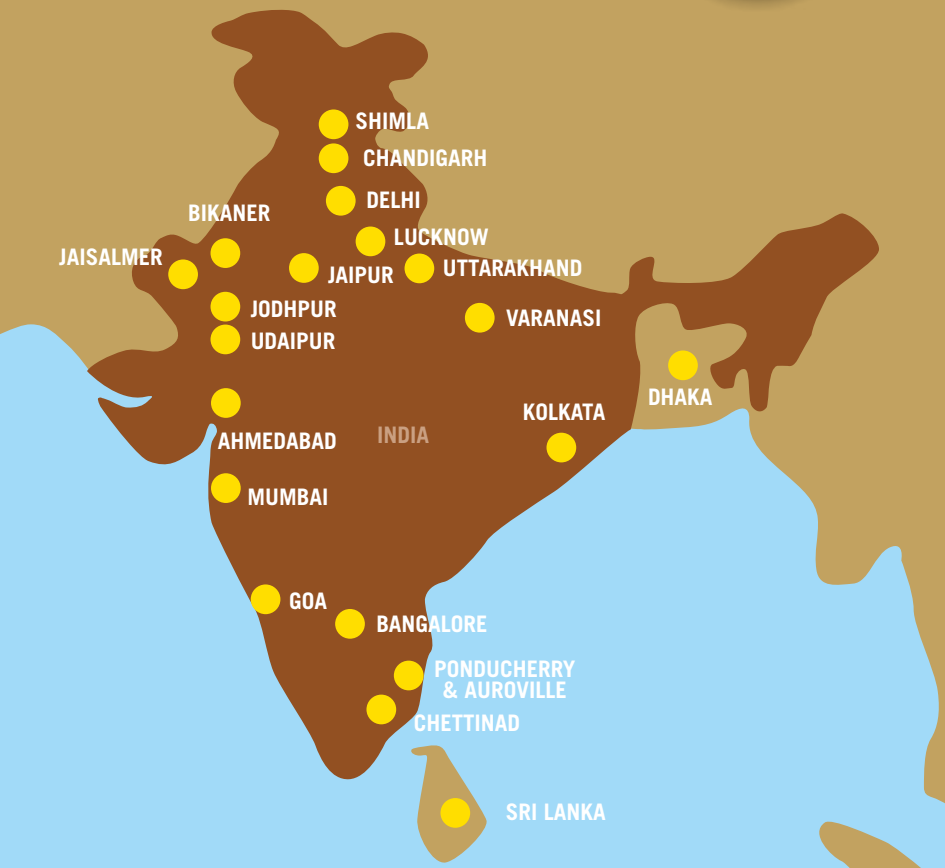 SHIMLA
CHANDIGARH
DELHI
BIKANER
LUCKNOW
JAISALMER
JAIPUR
UTTARAKHAND
JODHPUR
VARANASI
UDAIPUR
DHAKA
KOLKATA
AHMEDABAD
INDIA
MUMBAI
GOA
BANGALORE
PONDUCHERRY
& AUROVILLE
CHETTINAD
SRI LANKA